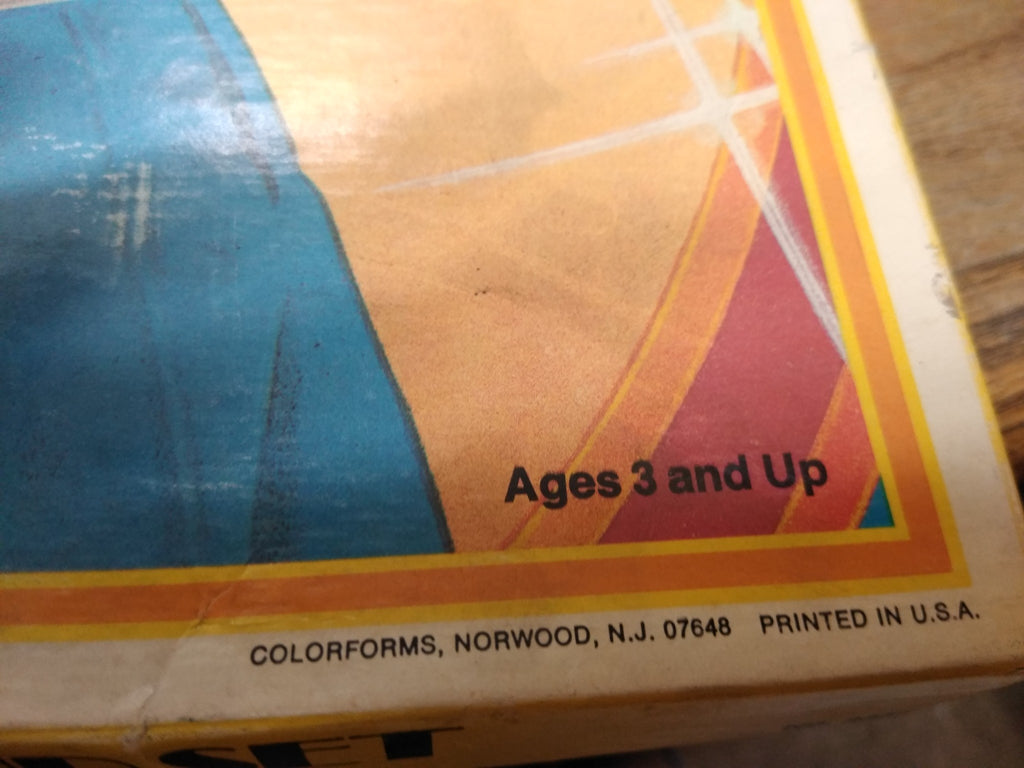 Ages 3 and Up
COLORFORMS, NORWOOD, N.J. 07648 PRINTED IN U.S.A.